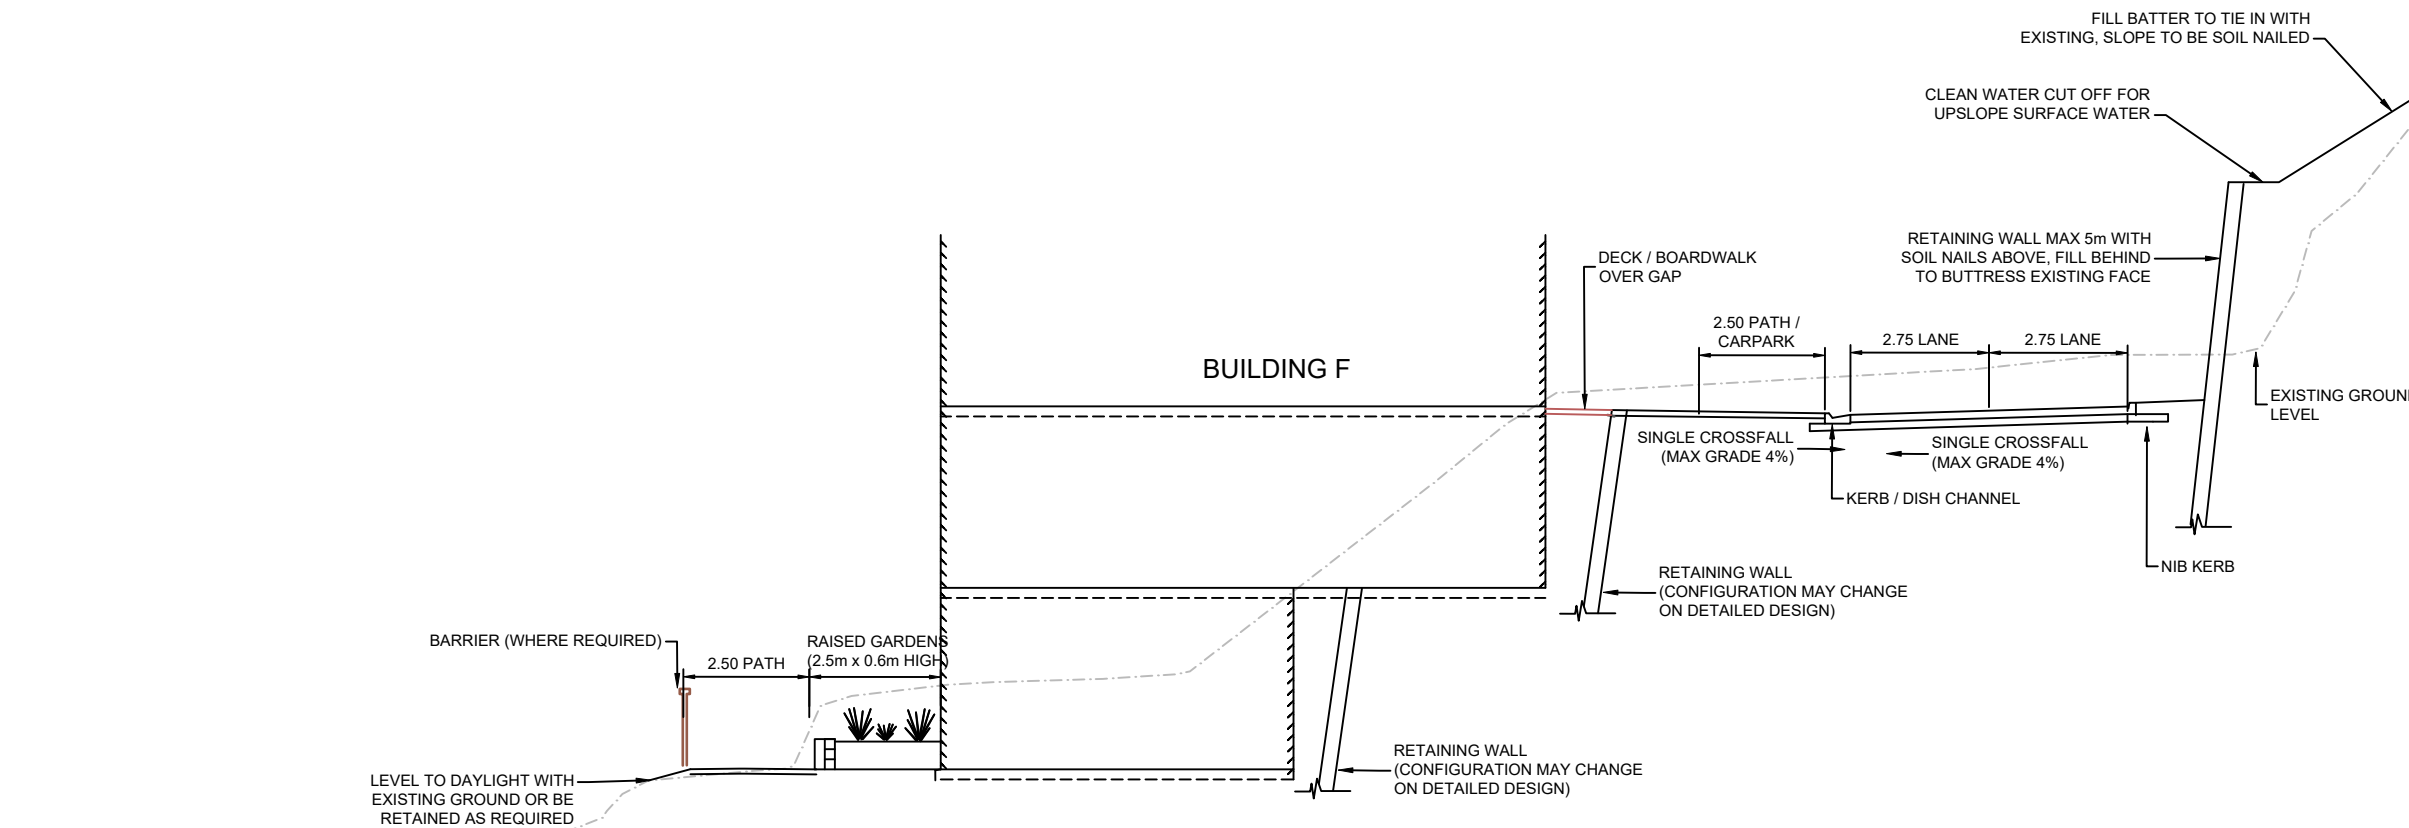 FILL BATTER TO TIE IN WITH
EXISTING, SLOPE TO BE SOIL NAILED
CLEAN WATER CUT OFF FOR
UPSLOPE SURFACE WATER
RETAINING WALL MAX 5m WITH
SOIL NAILS ABOVE, FILL BEHIND
TO BUTTRESS EXISTING FACE
DECK / BOARDWALK
OVER GAP
2.50 PATH /
CARPARK
2.75 LANE
2.75 LANE
BUILDING F
EXISTING GROUN
LEVEL
SINGLE CROSSFALL
(MAX GRADE 4%)
SINGLE CROSSFALL
(MAX GRADE 4%)
KERB / DISH CHANNEL
NIB KERB
RETAINING WALL
(CONFIGURATION MAY CHANGE
ON DETAILED DESIGN)
BARRIER (WHERE REQUIRED)
2.50 PATH
RAISED GARDENS
(2.5m x 0.6m HIGH)
RETAINING WALL
(CONFIGURATION MAY CHANGE
ON DETAILED DESIGN)
LEVEL TO DAYLIGHT WITH
EXISTING GROUND OR BE
RETAINED AS REQUIRED